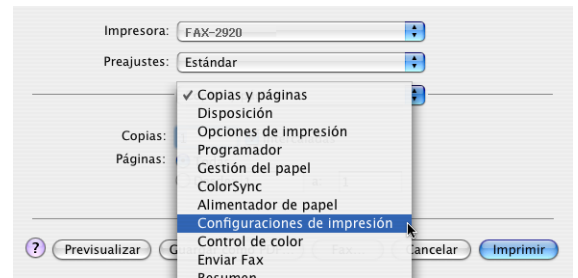 Impresora: FAX-2920
Preajustes: Estándar
✓ Copias y páginas
Disposición
Opciones de impresión
Copias:
Programador
Páginas:
Gestión del papel
ColorSync
Alimentador de papel
Configuraciones de impresión
Control de color
? Previsualizar Cancelar Imprimir
Enviar Fax
Resumen